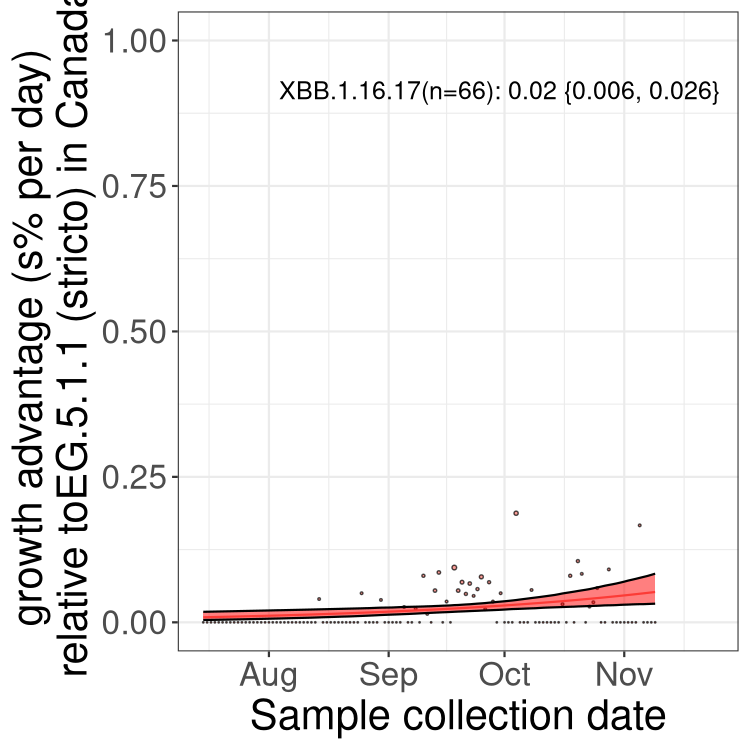 growth advantage (s% per day)
relative toEG.5.1.1 (stricto) in Canada
1.00
0.75
0.50
0.25
0.00
XBB.1.16.17(n=66): 0.02 {0.006, 0.026}
Aug Sep Oct Nov
Sample collection date